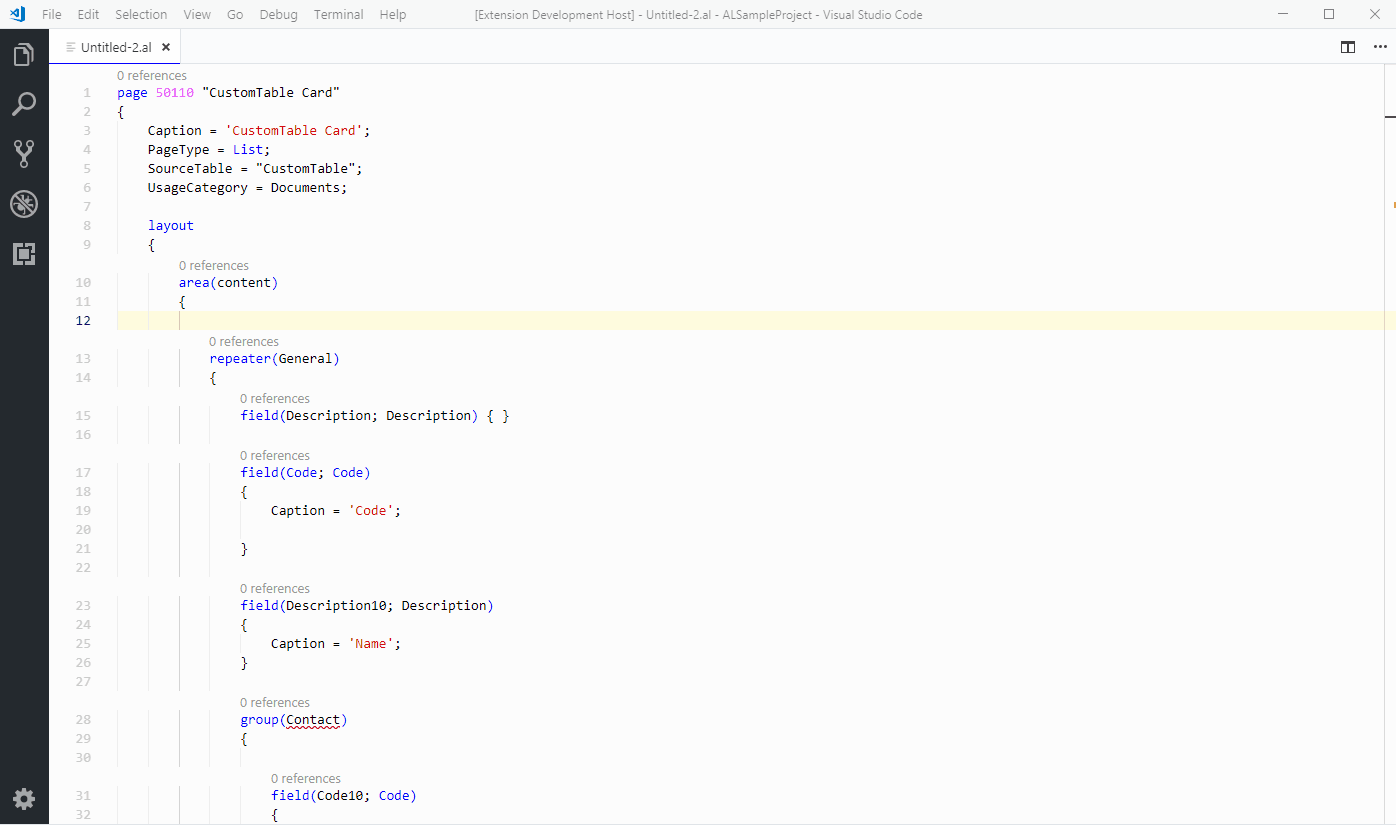 File Edit Selection View Go Debug Terminal Help [Extension Development Host] - Untitled-2.al - ALSampleProject - Visual Studio Code
Untitled-2.al
0 references
1 page 50110 "CustomTable Card"
2 {
3 Caption = 'CustomTable Card';
4 PageType = List;
5 SourceTable = "CustomTable";
6 UsageCategory = Documents;
7
8 layout
9 {
0 references
10 area(content)
11 {
12
0 references
13 repeater(General)
14 {
0 references
15 field(Description; Description) { }
16
0 references
17 field(Code; Code)
18 {
19 Caption = 'Code';
20
21 }
22
0 references
23 field(Description10; Description)
24 {
25 Caption = 'Name';
26 }
27
0 references
28 group(Contact)
29 {
30
0 references
31 field(Code10; Code)
32 {